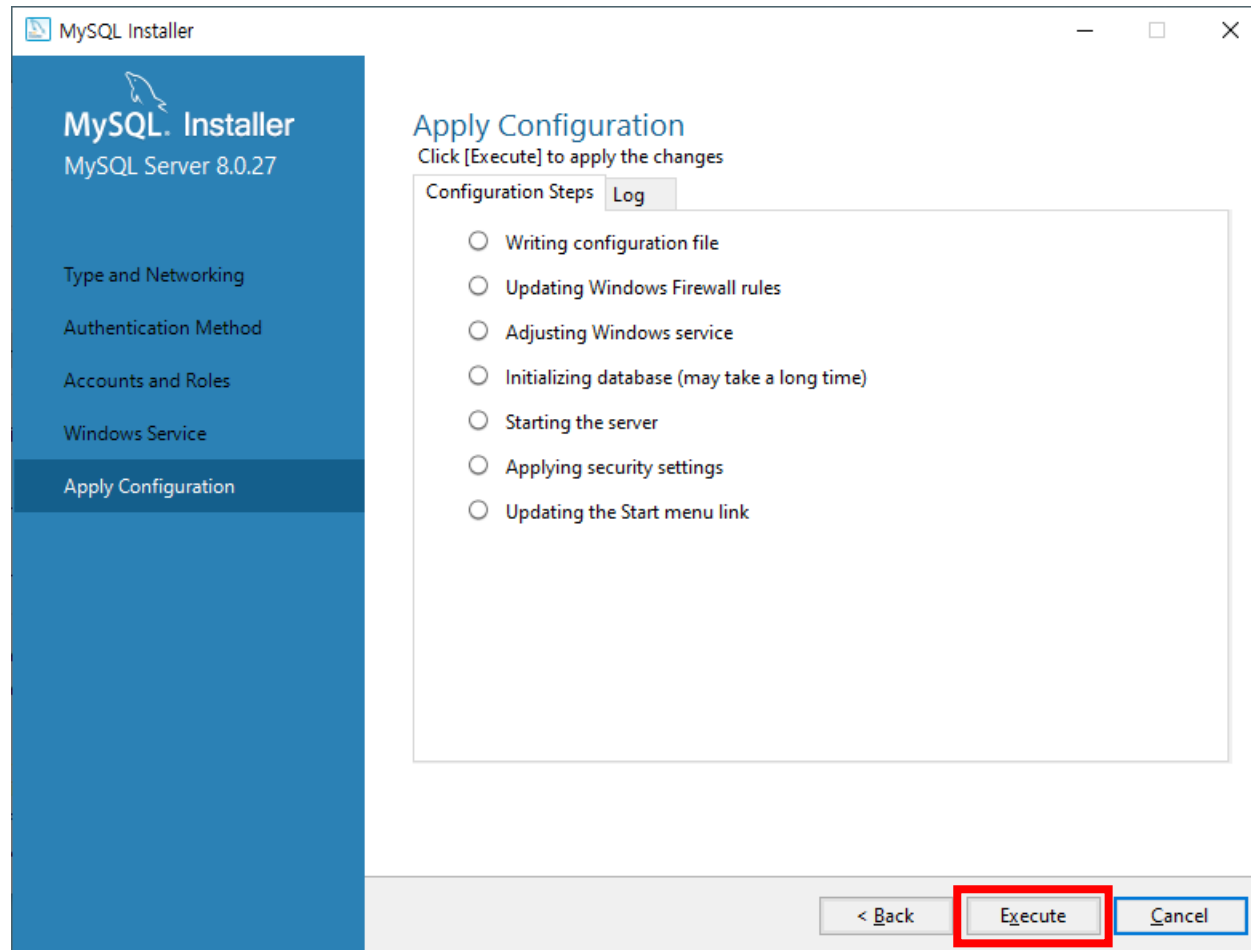 MySQL Installer
MySQL. Installer
MySQL Server 8.0.27
Type and Networking
Authentication Method
Accounts and Roles
Windows Service
Apply Configuration
Apply Configuration
Click [Execute] to apply the changes
Configuration Steps
Log
Writing configuration file
Updating Windows Firewall rules
Adjusting Windows service
Initializing database (may take a long time)
Starting the server
Applying security settings
Updating the Start menu link
< Back
Execute
Cancel